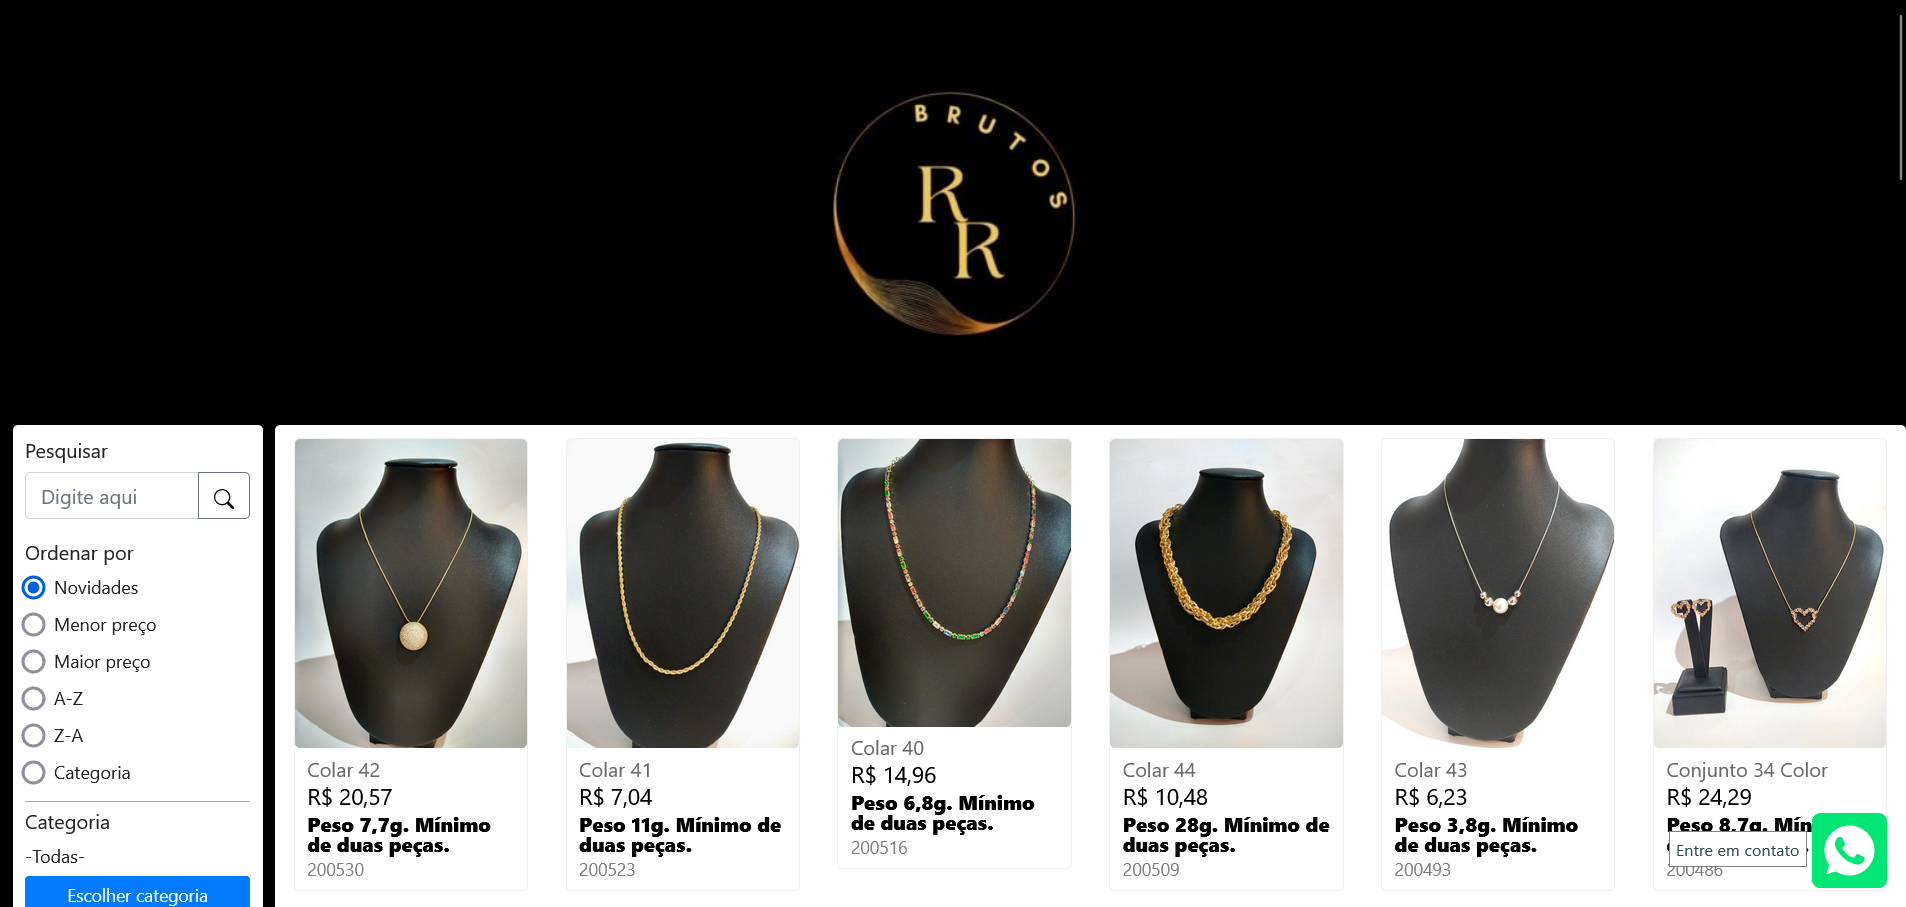 BRUTOS
R
R
Pesquisar
Digite aqui
Ordenar por
Novidades
Menor preço
Maior preço
A-Z
Z-A
Categoria
Categoria
-Todas-
Escolher categoria
Colar 42
R$ 20,57
Peso 7,7g. Mínimo
de duas peças.
200530
Colar 41
R$ 7,04
Peso 11g. Mínimo de
duas peças.
200523
Colar 40
R$ 14,96
Peso 6,8g. Mínimo
de duas peças.
200516
Colar 44
R$ 10,48
Peso 28g. Mínimo de
duas peças.
200509
Colar 43
R$ 6,23
Peso 3,8g. Mínimo
de duas peças.
200493
Conjunto 34 Color
R$ 24,29
Peso 8,7g.
200486
Entre em contato